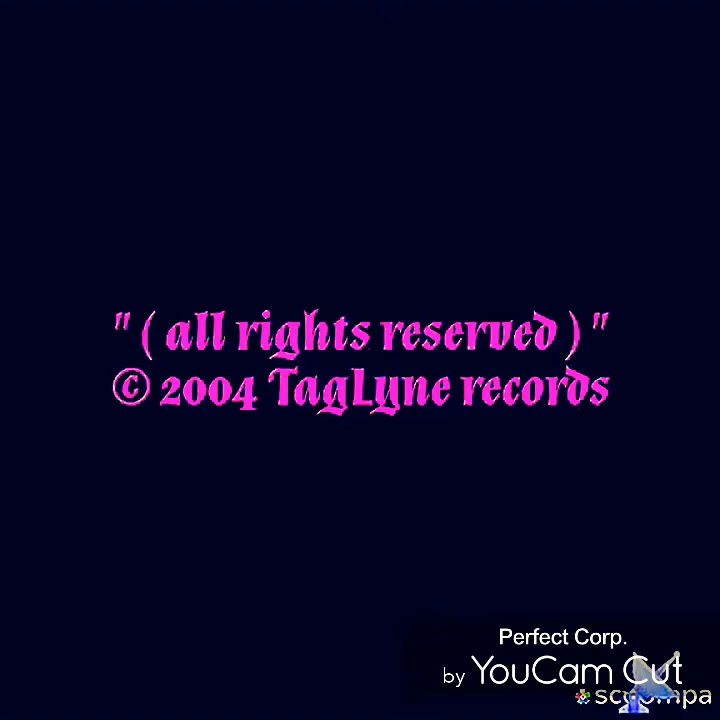 " ( all rights reserved ) "
© 2004 TagLyne records
Perfect Corp.
by YouCam Cut